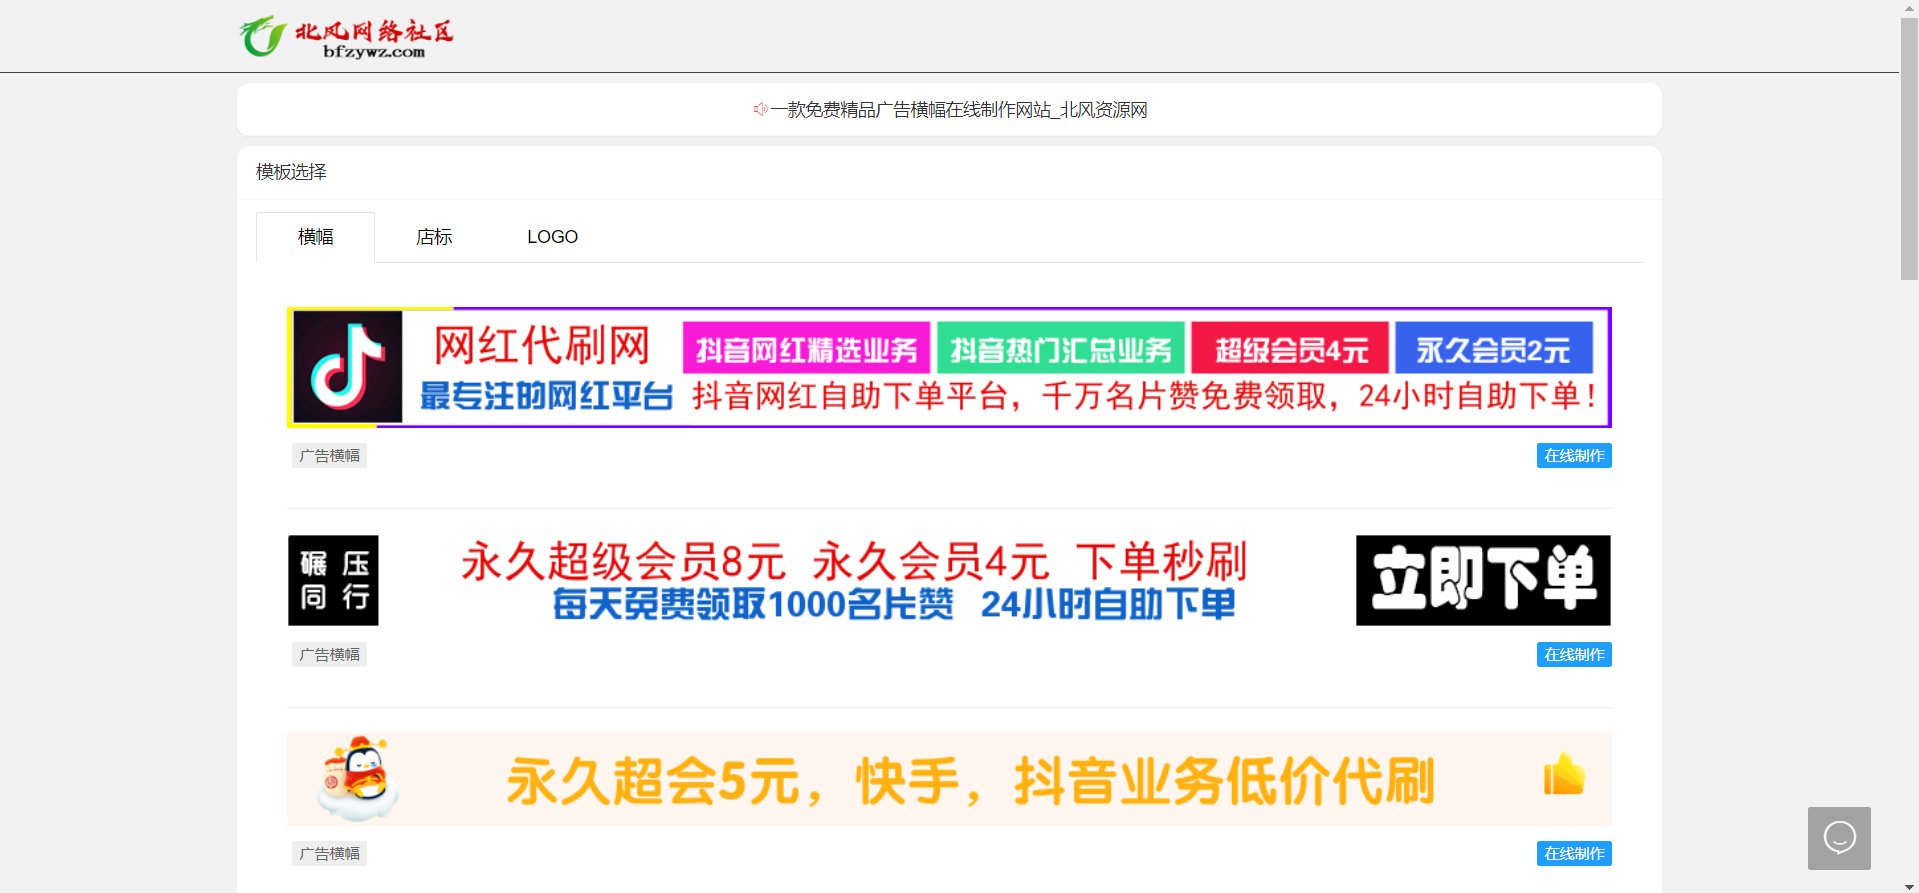 北风网络社区
bfzywz.com
一款免费精品广告横幅在线制作网站_北风资源网
模板选择
横幅 店标 LOGO
网红代刷网 抖音网红精选业务 抖音热门汇总业务 超级会员4元 永久会员2元
最专注的网红平台 抖音网红自助下单平台，千万名片赞免费领取，24小时自助下单！
广告横幅 在线制作
碾压 永久超级会员8元 永久会员4元 下单秒刷 立即下单
同行 每天免费领取1000名片赞 24小时自助下单
广告横幅 在线制作
永久超会5元，快手，抖音业务低价代刷
广告横幅 在线制作